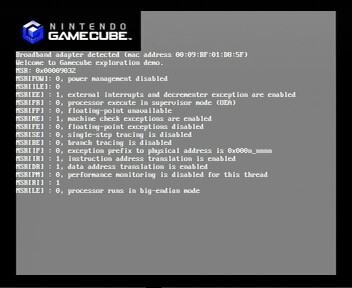 NINTENDO
GAMECUBE
Broadband adapter detected (mac address 00:09:BF:01:D8:5F)
Welcome to Gamecube exploration demo.
MSR: 0x00009032
MSR[POW] : 0, power management disabled
MSR[ILE] : 0
MSR[EE] : 1, external interrupts and decrementer exception are enabled
MSR[PR] : 0, processor execute in supervisor mode (OEA)
MSR[FP] : 0, floating-point unavailable
MSR[ME] : 1, machine check exceptions are enabled
MSR[FE] : 0, floating-point exceptions disabled
MSR[SE] : 0, single-step tracing is disabled
MSR[BE] : 0, branch tracing is disabled
MSR[IP] : 0, exception prefix to physical address is 0x000n_nnnn
MSR[IR] : 1, instruction address translation is enabled
MSR[DR] : 1, data address translation is enabled
MSR[PM] : 0, performance monitoring is disabled for this thread
MSR[RI] : 1
MSR[LE] : 0, processor runs in big-endian mode